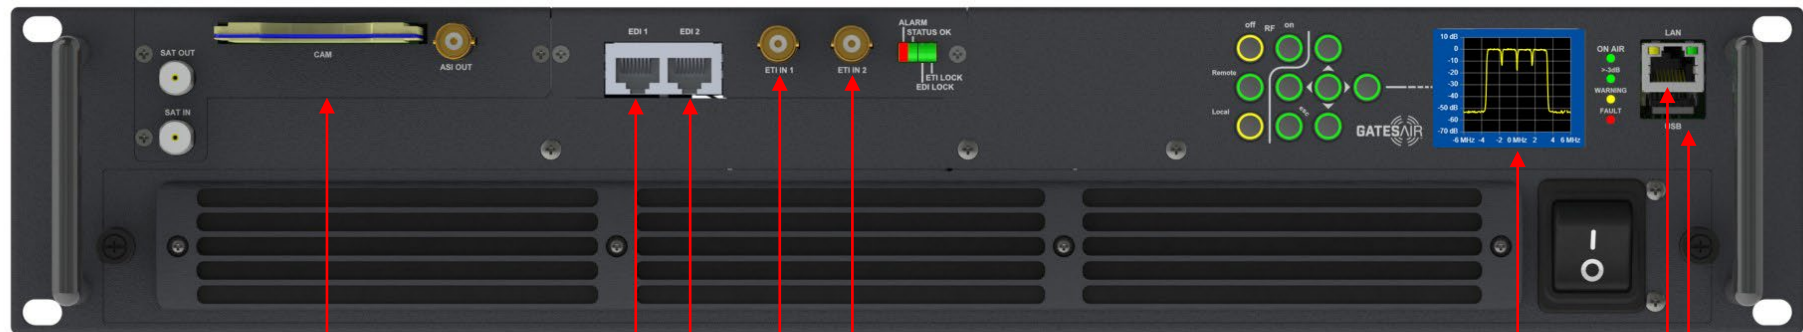 SAT OUT
CAM
ASI OUT
SAT IN
EDI 1
EDI 2
ETI IN 1
ETI IN 2
ALARM
STATUS OK
ETI LOCK
EDI LOCK
off
RF
on
Remote
Local
esc
GATESAIR
10 dB
0
-10
-20
-30
-40
-50 dB
-60
-70 dB
-6 MHz -4 -2 0 MHz 2 4 6 MHz
ON AIR
>-3dB
WARNING
FAULT
LAN
USB
I
O